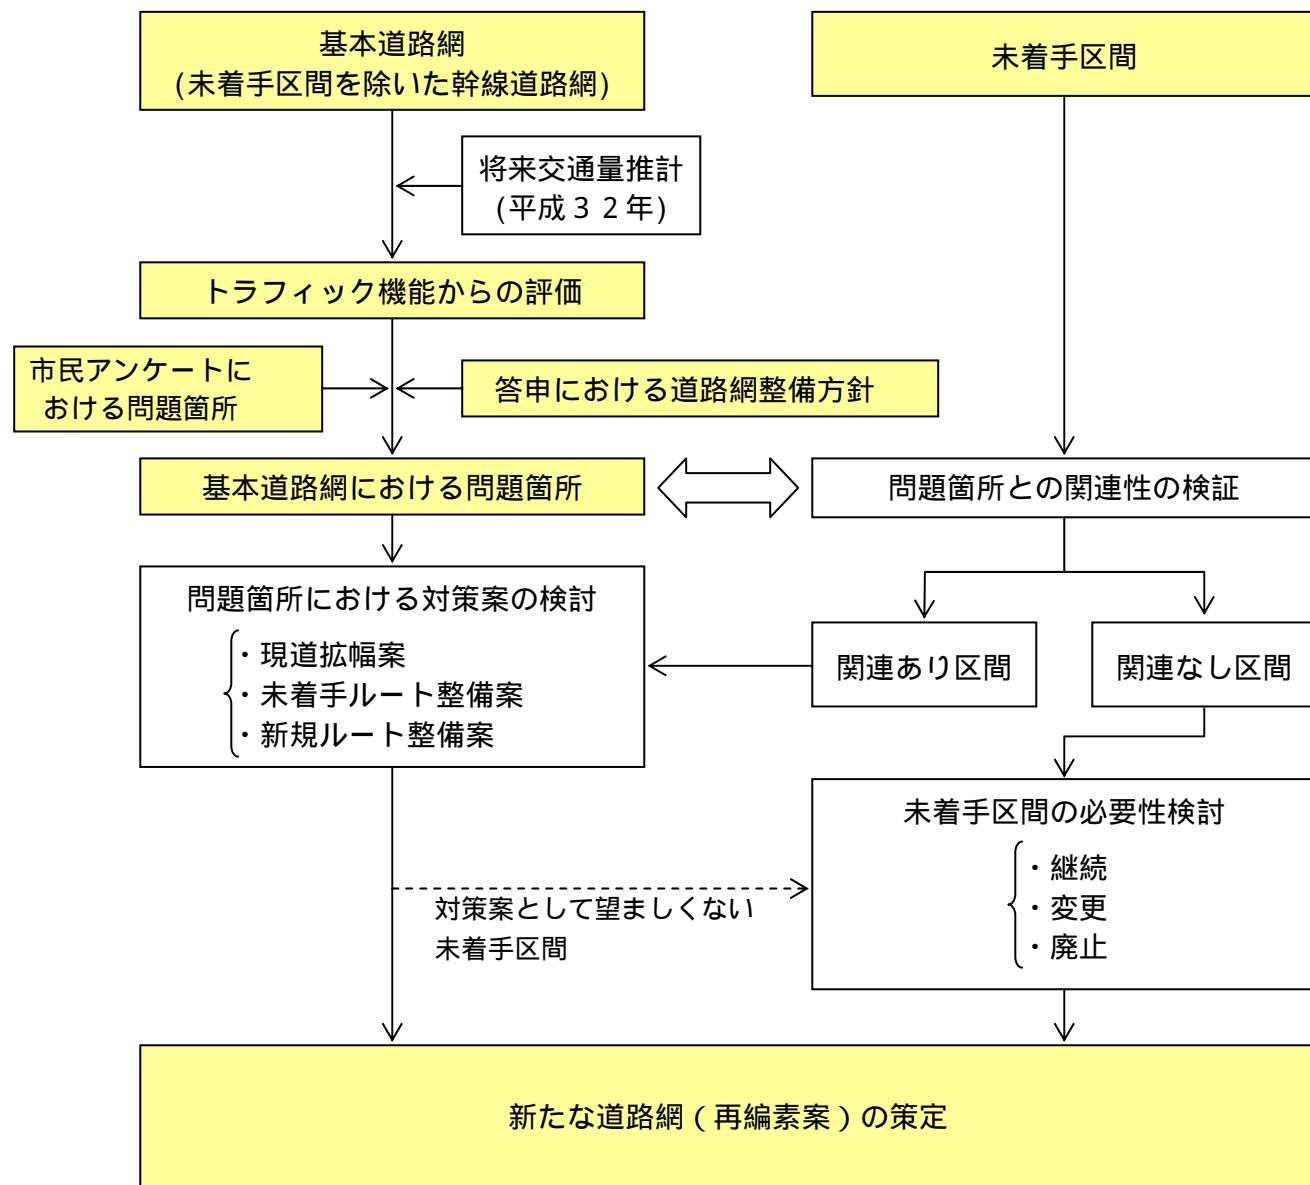 基本道路網
(未着手区間を除いた幹線道路網)
未着手区間
将来交通量推計
(平成３２年)
トラフィック機能からの評価
市民アンケートに
おける問題箇所
答申における道路網整備方針
基本道路網における問題箇所
問題箇所との関連性の検証
問題箇所における対策案の検討
・現道拡幅案
・未着手ルート整備案
・新規ルート整備案
関連あり区間
関連なし区間
未着手区間の必要性検討
・継続
・変更
・廃止
対策案として望ましくない
未着手区間
新たな道路網（再編素案）の策定